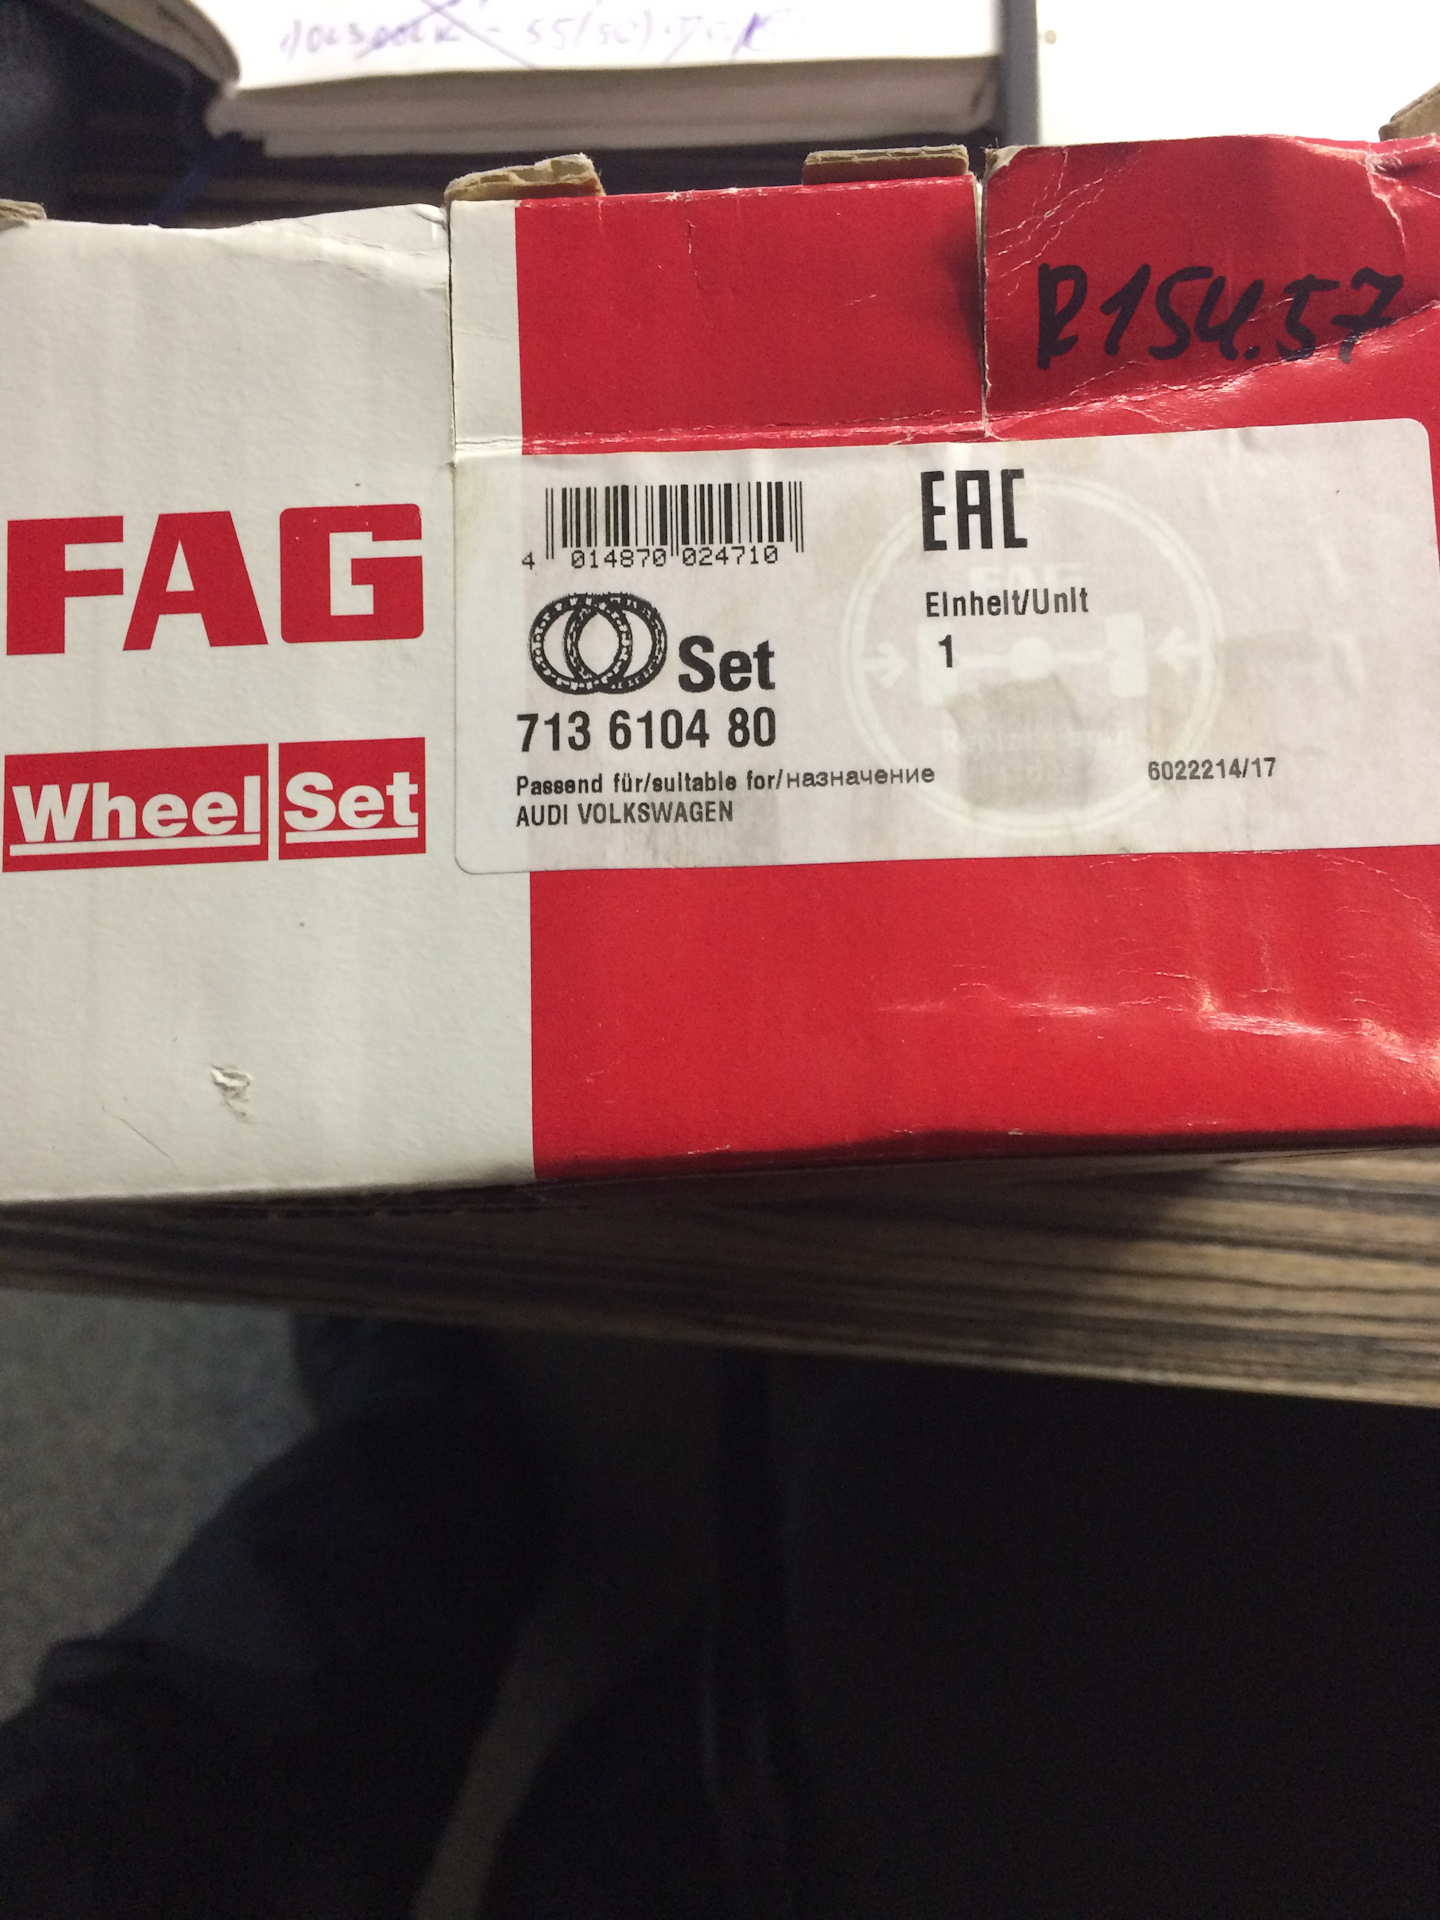 R154.57
FAG
Wheel Set
4 014870 024710
EAC
Einheit/Unit
1
Set
713 6104 80
Passend für/suitable for/назначение
AUDI VOLKSWAGEN
6022214/17